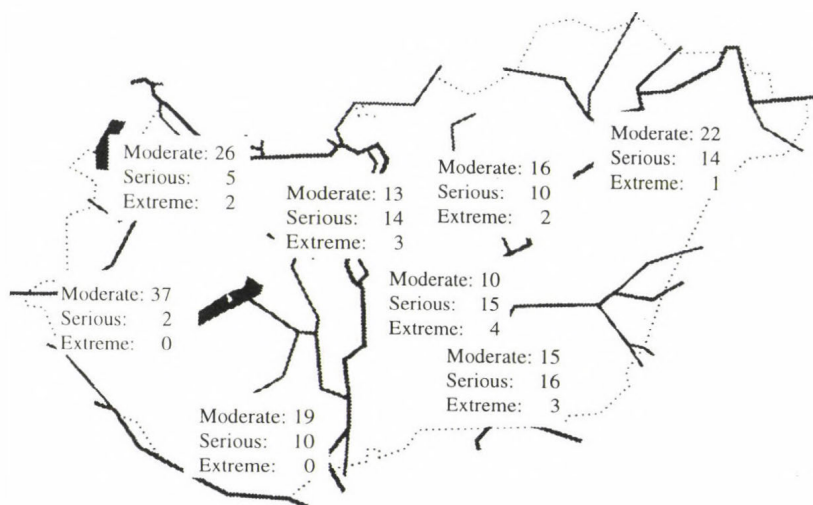 Moderate: 22
Serious: 14
Extreme: 1
Moderate: 26
Serious: 5
Extreme: 2
Moderate: 16
Serious: 10
Extreme: 2
Moderate: 13
Serious: 14
Extreme: 3
Moderate: 10
Serious: 15
Extreme: 4
Moderate: 37
Serious: 2
Extreme: 0
Moderate: 15
Serious: 16
Extreme: 3
Moderate: 19
Serious: 10
Extreme: 0